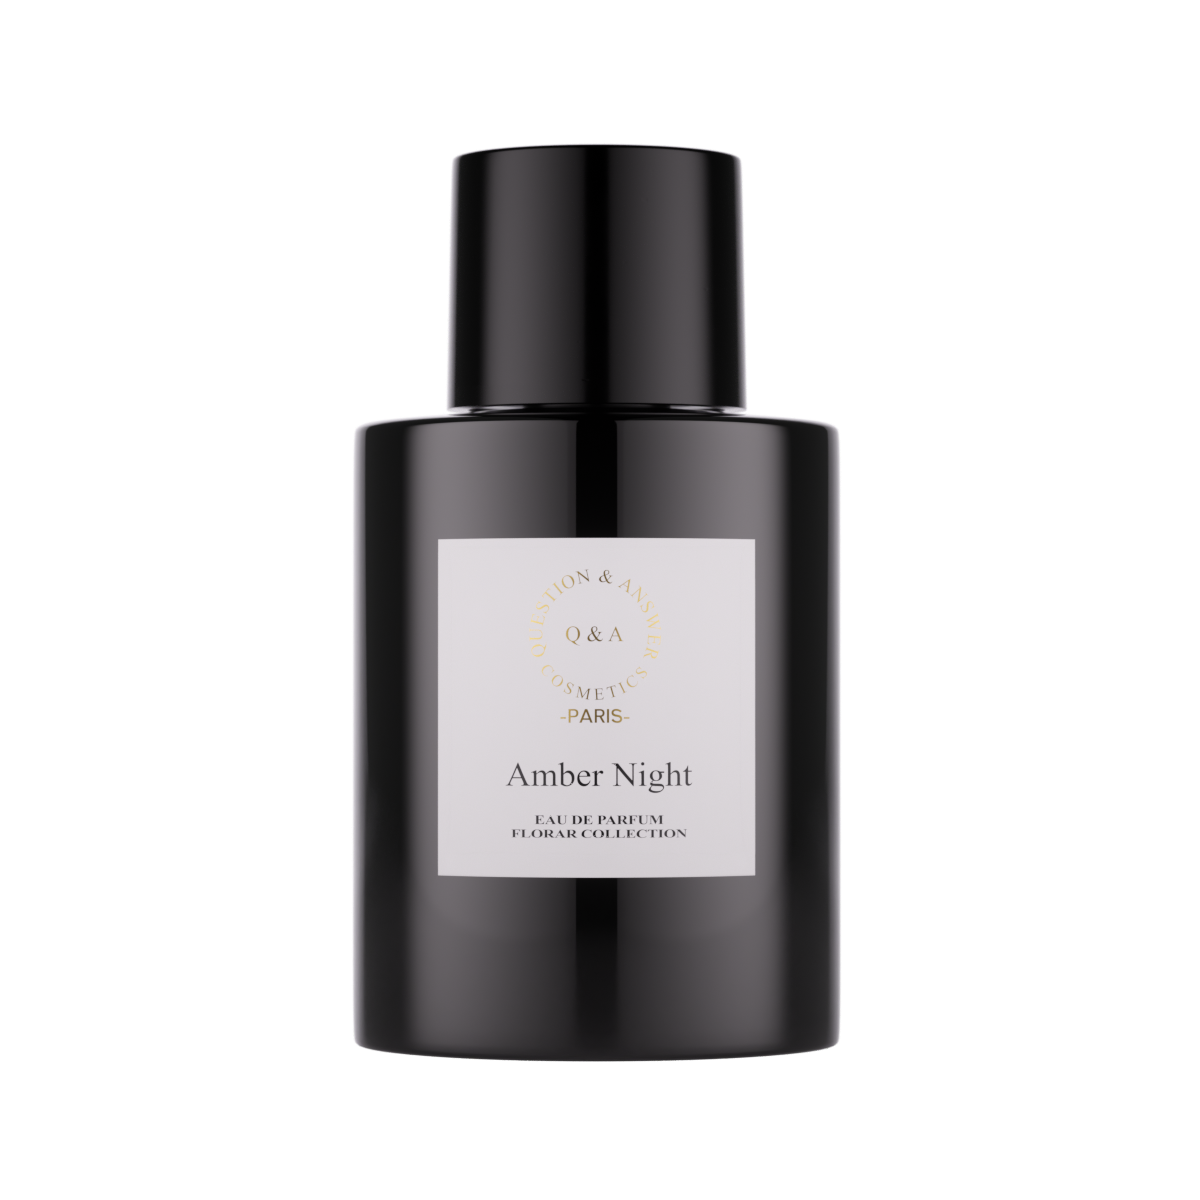 QUESTION & ANSWER
Q & A
COSMETICS
-PARIS-
Amber Night
EAU DE PARFUM
FLORAR COLLECTION